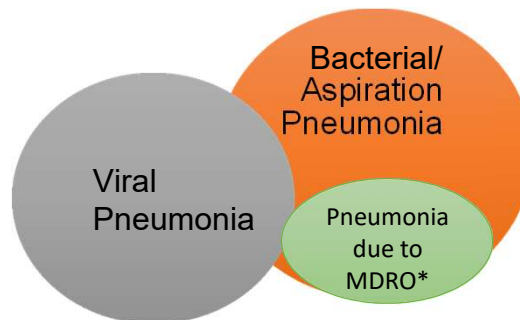 Bacterial/
Aspiration
Pneumonia
Viral
Pneumonia
Pneumonia
due to
MDRO*